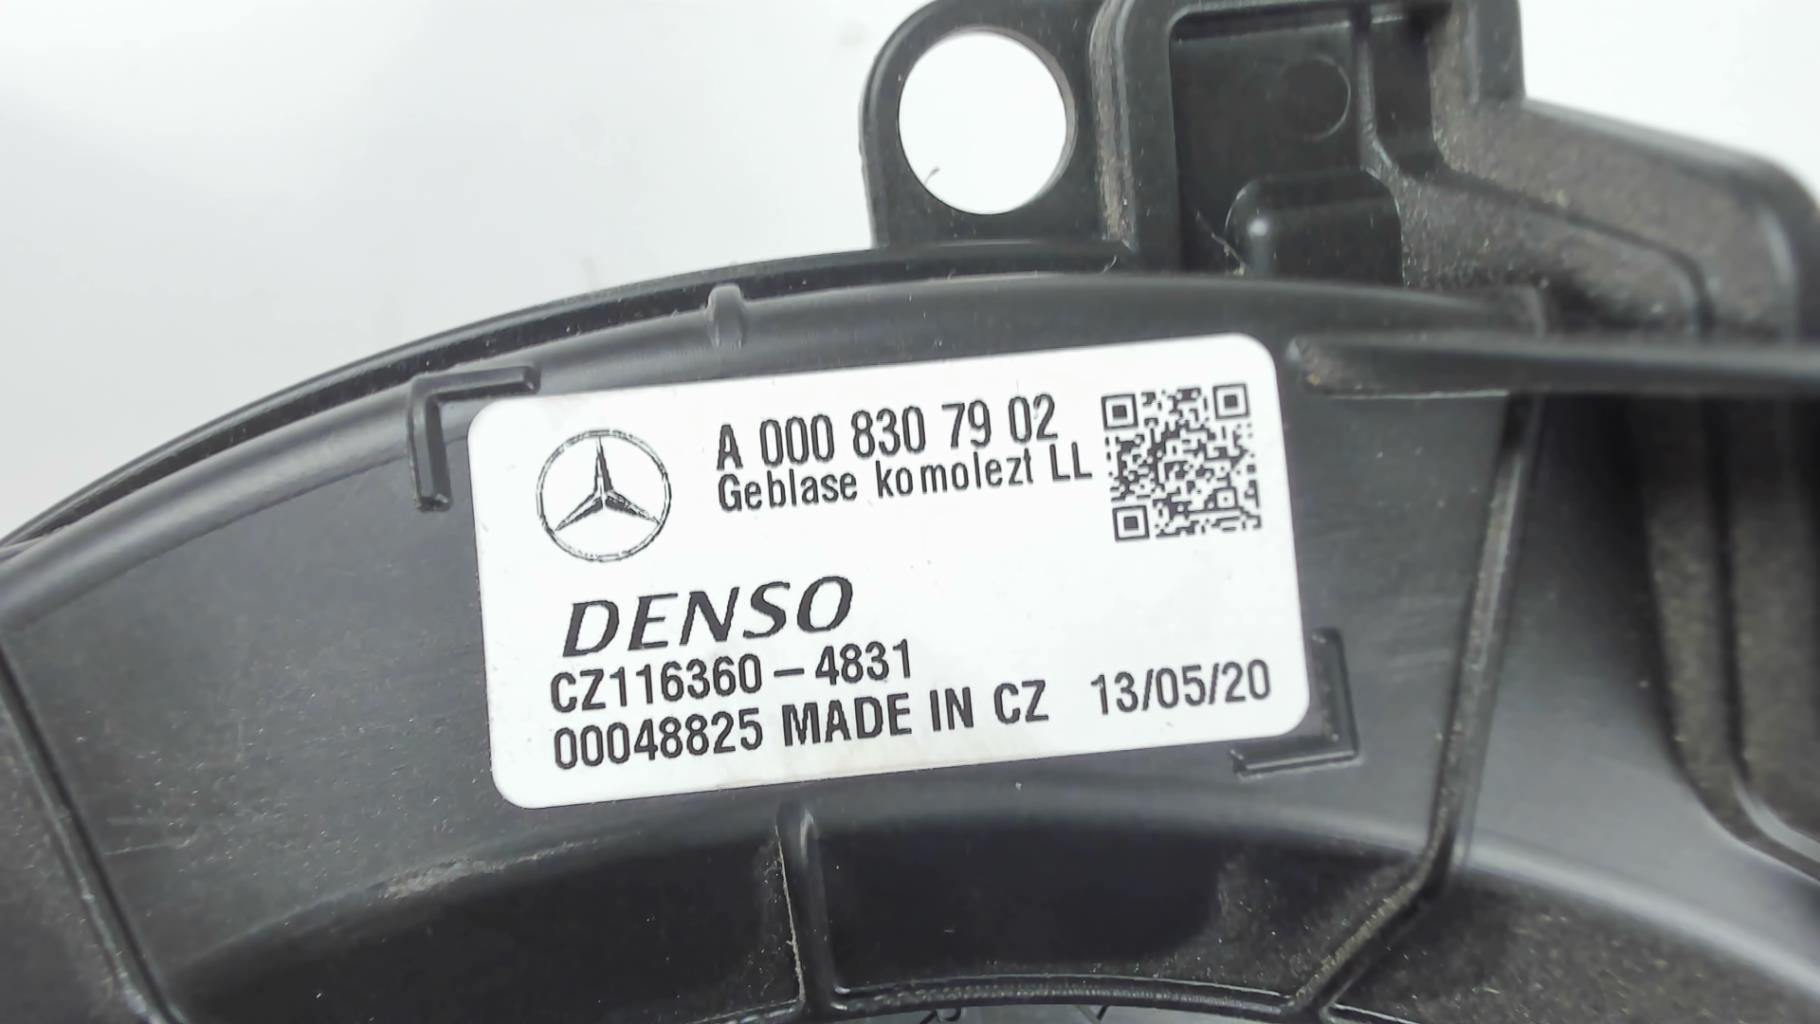 A 000 830 79 02
Geblase komolezt LL
DENSO
CZ116360-4831
00048825 MADE IN CZ 13/05/20